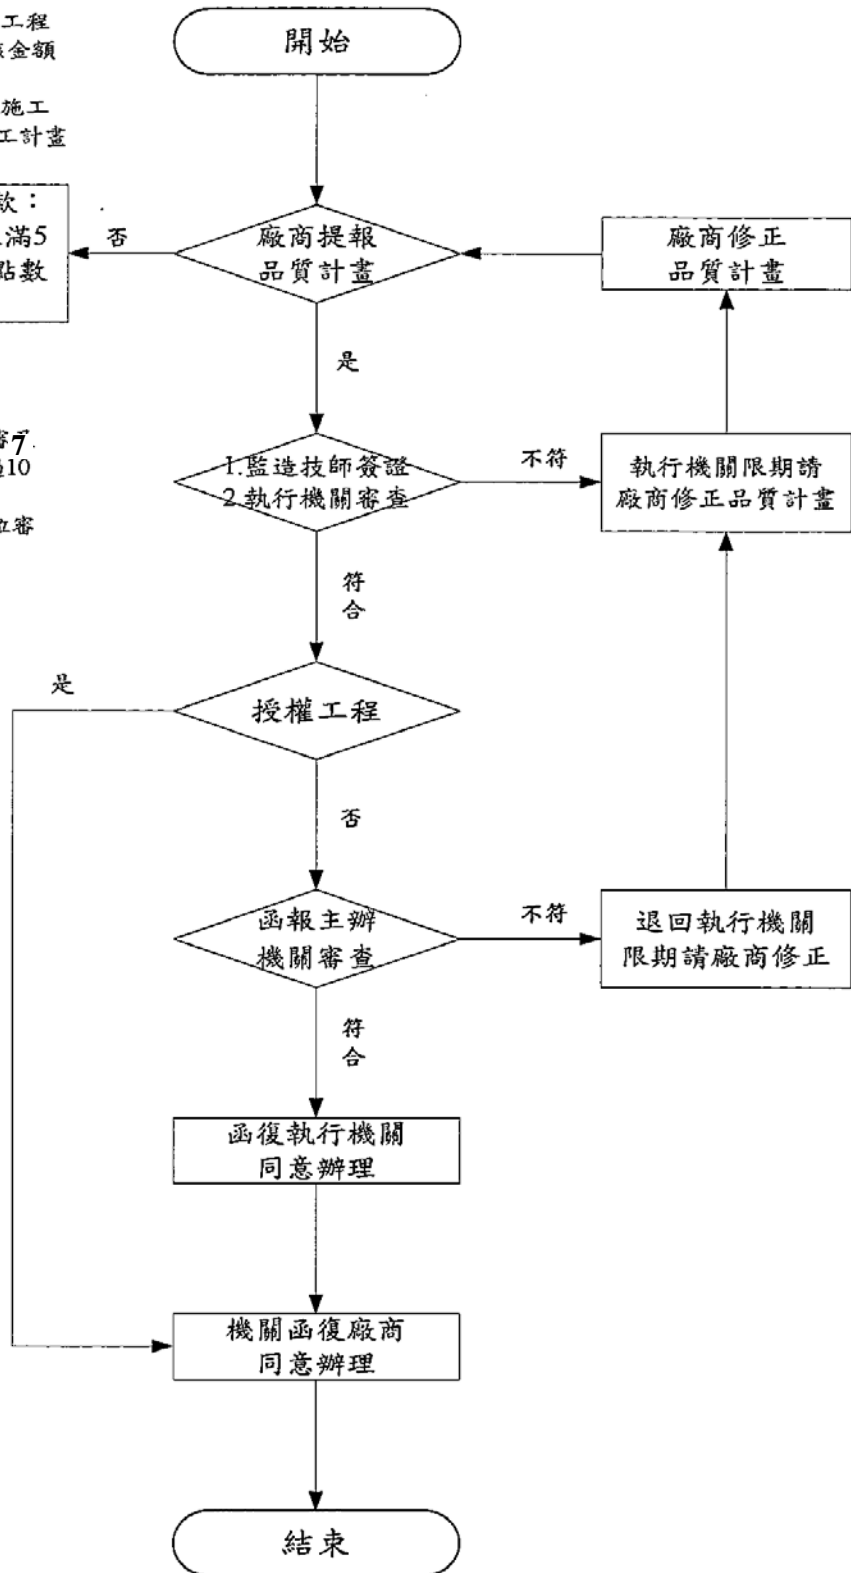 工程
金額
開始
施工
工計畫
款：
滿5
點數
否
廠商提報
品質計畫
廠商修正
品質計畫
是
7
10
審
1.監造技師簽證
2.執行機關審查
不符
執行機關限期請
廠商修正品質計畫
符
合
是
授權工程
否
函報主辦
機關審查
不符
退回執行機關
限期請廠商修正
符
合
函復執行機關
同意辦理
機關函復廠商
同意辦理
結束